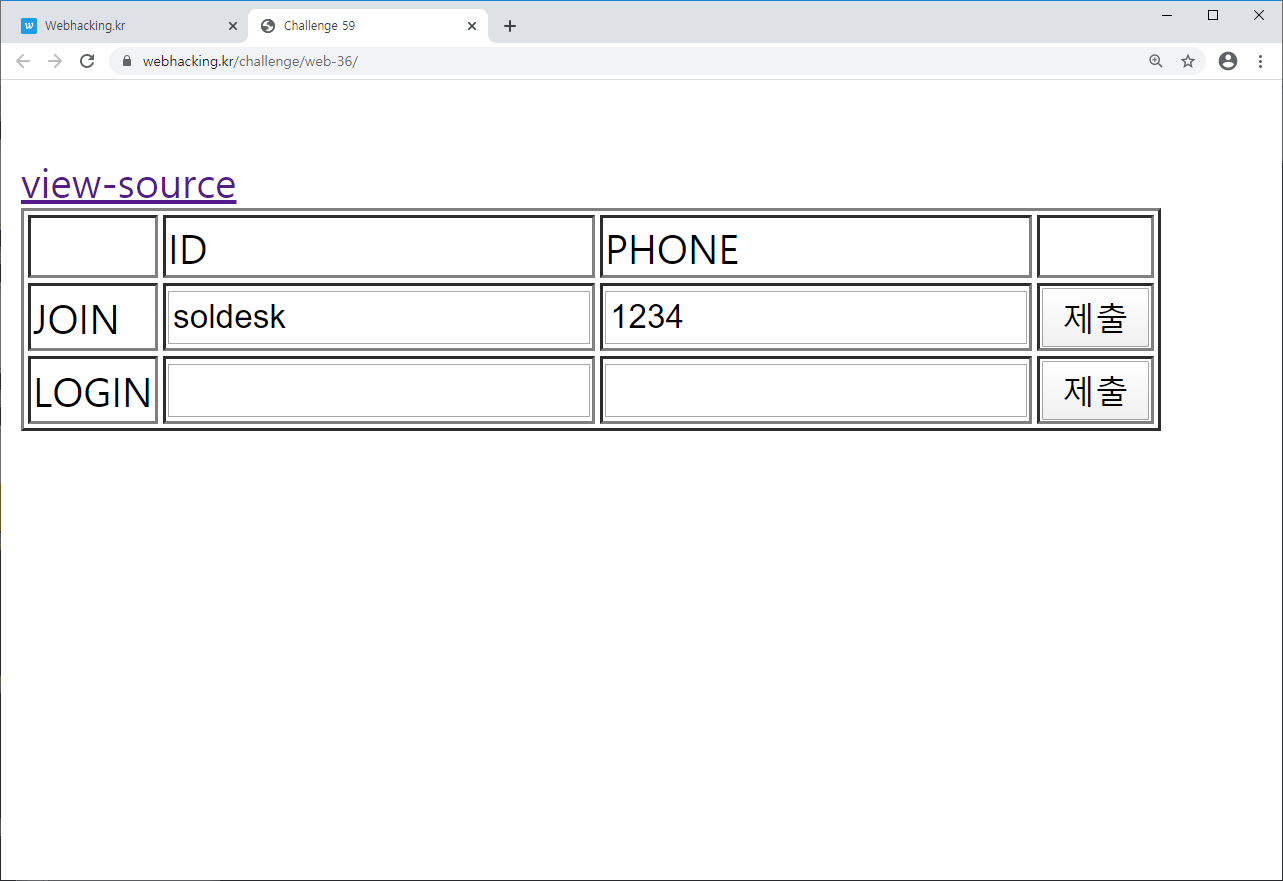 Webhacking.kr
Challenge 59
webhacking.kr/challenge/web-36/
view-source
ID PHONE
JOIN soldesk 1234 제출
LOGIN 제출